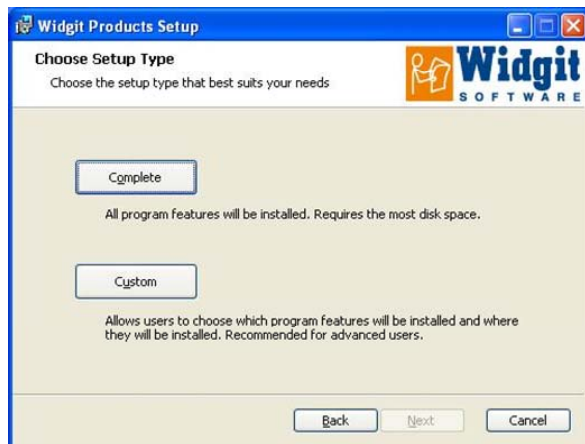 Widgit Products Setup
Choose Setup Type
Choose the setup type that best suits your needs
Widgit
SOFTWARE
Complete
All program features will be installed. Requires the most disk space.
Custom
Allows users to choose which program features will be installed and where
they will be installed. Recommended for advanced users.
Back Next Cancel